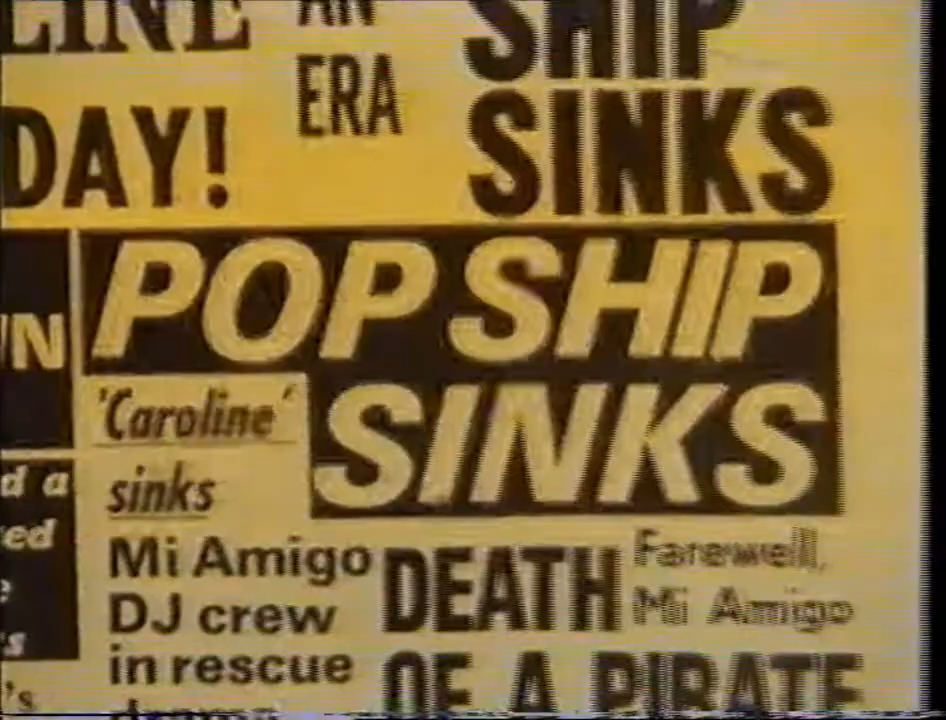 LINE
AN
ERA
SHIP
SINKS
DAY!
POP SHIP
SINKS
'Caroline'
sinks
Mi Amigo
DJ crew
in rescue
drama
DEATH
OF A PIRATE
Farewell,
Mi Amigo
d a